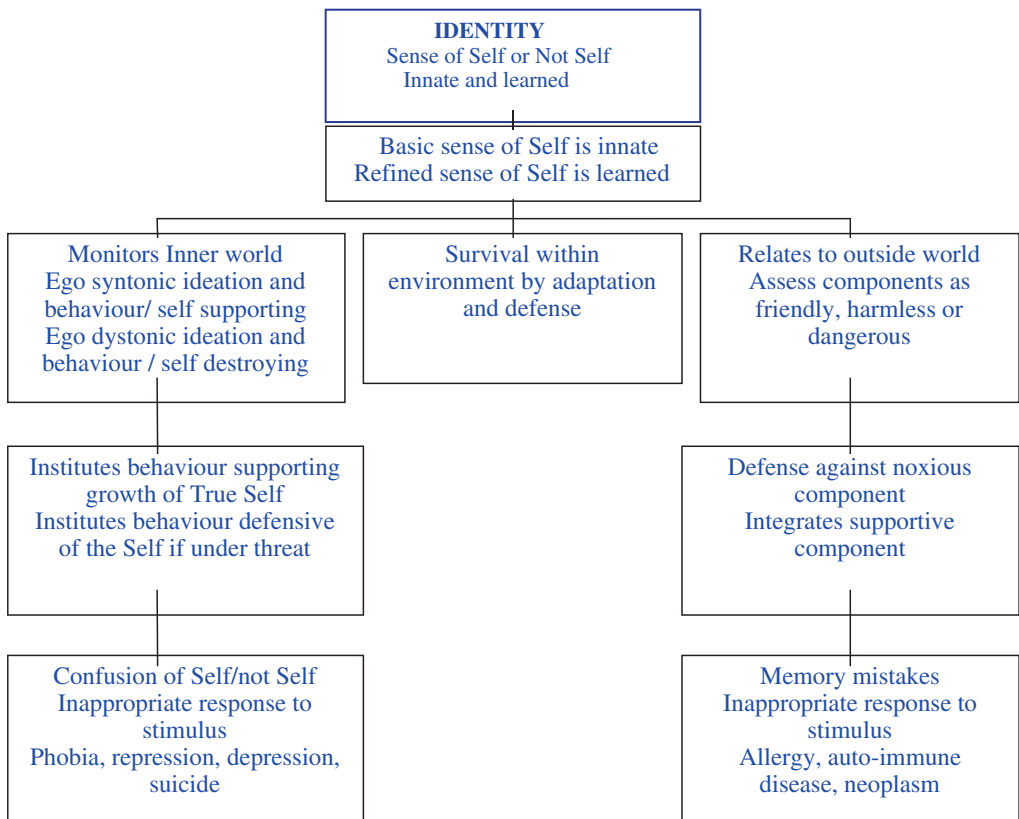 IDENTITY
Sense of Self or Not Self
Innate and learned
Basic sense of Self is innate
Refined sense of Self is learned
Monitors Inner world
Ego syntonic ideation and
behaviour/ self supporting
Ego dystonic ideation and
behaviour / self destroying
Survival within
environment by adaptation
and defense
Relates to outside world
Assess components as
friendly, harmless or
dangerous
Institutes behaviour supporting
growth of True Self
Institutes behaviour defensive
of the Self if under threat
Defense against noxious
component
Integrates supportive
component
Confusion of Self/not Self
Inappropriate response to
stimulus
Phobia, repression, depression,
suicide
Memory mistakes
Inappropriate response to
stimulus
Allergy, auto-immune
disease, neoplasm